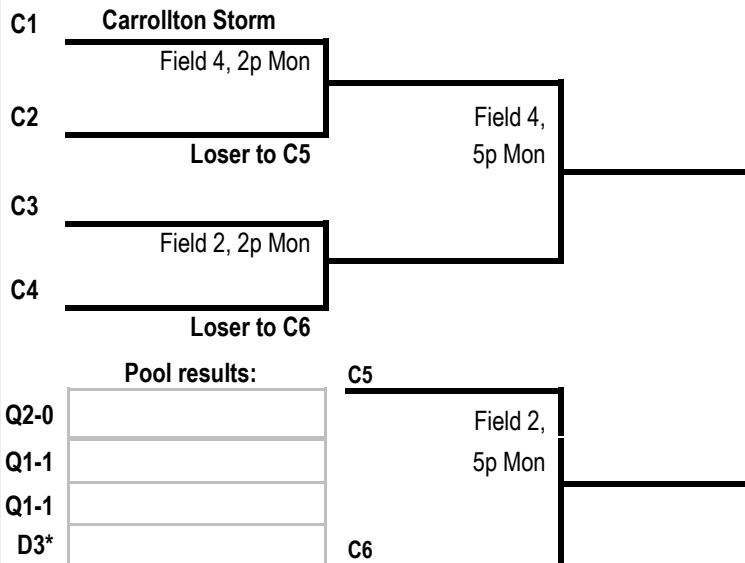 C1 Carrollton Storm
Field 4, 2p Mon
C2 Field 4,
Loser to C5 5p Mon
C3
Field 2, 2p Mon
C4
Loser to C6
Pool results: C5
Q2-0 Field 2,
Q1-1 5p Mon
Q1-1
D3* C6